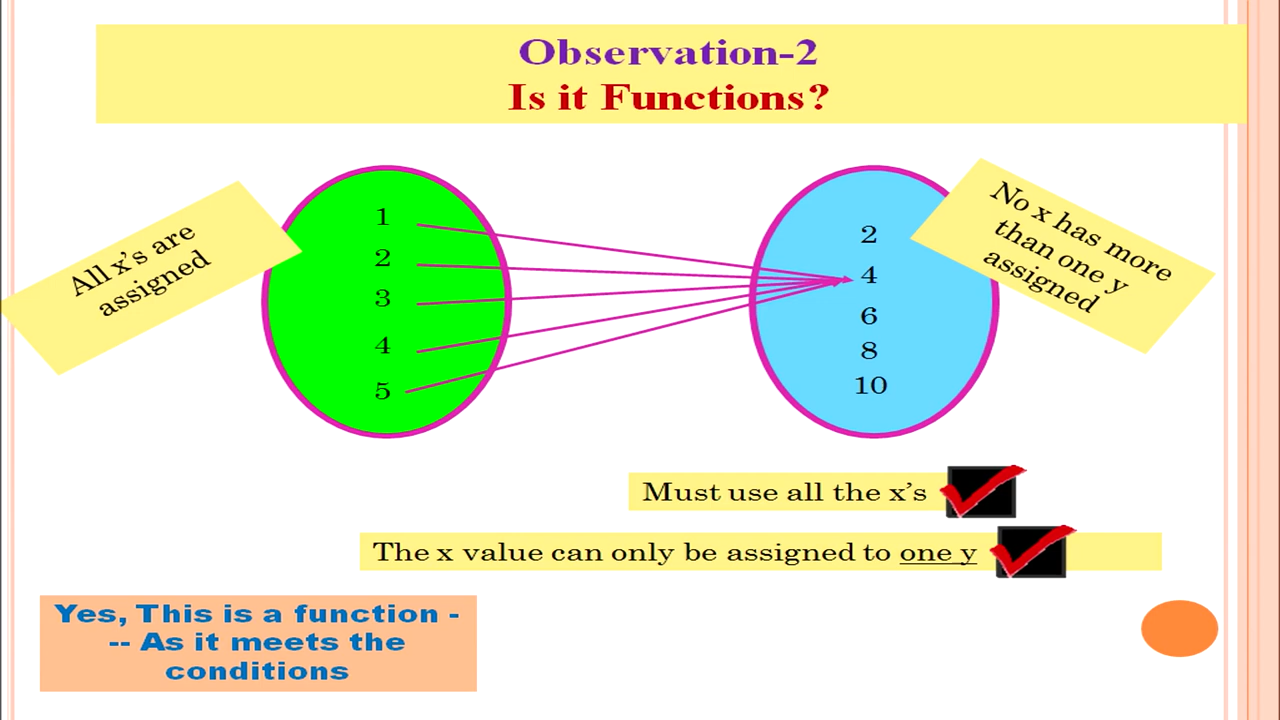 Observation-2
Is it Functions?
All x's are
assigned
1
2
3
4
5
2
4
6
8
10
No x has more
than one y
assigned
Must use all the x's
The x value can only be assigned to one y
Yes, This is a function -
-- As it meets the
conditions